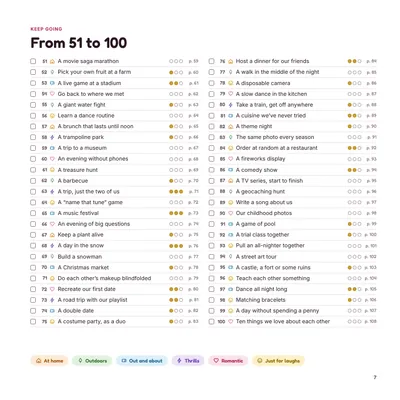 KEEP GOING
From 51 to 100
51 A movie saga marathon p. 59
52 Pick your own fruit at a farm p. 60
53 A live game at a stadium p. 61
54 Go back to where we met p. 62
55 A giant water fight p. 63
56 Learn a dance routine p. 64
57 A brunch that lasts until noon p. 65
58 A trampoline park p. 66
59 A trip to a museum p. 67
60 An evening without phones p. 68
61 A treasure hunt p. 69
62 A barbecue p. 70
63 A trip, just the two of us p. 71
64 A "name that tune" game p. 72
65 A music festival p. 73
66 An evening of big questions p. 74
67 Keep a plant alive p. 75
68 A day in the snow p. 76
69 Build a snowman p. 77
70 A Christmas market p. 78
71 Do each other's makeup blindfolded p. 79
72 Recreate our first date p. 80
73 A road trip with our playlist p. 81
74 A double date p. 82
75 A costume party, as a duo p. 83
76 Host a dinner for our friends p. 84
77 A walk in the middle of the night p. 85
78 A disposable camera p. 86
79 A slow dance in the kitchen p. 87
80 Take a train, get off anywhere p. 88
81 A cuisine we've never tried p. 89
82 A theme night p. 90
83 The same photo every season p. 91
84 Order at random at a restaurant p. 92
85 A fireworks display p. 93
86 A comedy show p. 94
87 A TV series, start to finish p. 95
88 A geocaching hunt p. 96
89 Write a song about us p. 97
90 Our childhood photos p. 98
91 A game of pool p. 99
92 A trial class together p. 100
93 Pull an all-nighter together p. 101
94 A street art tour p. 102
95 A castle, a fort or some ruins p. 103
96 Teach each other something p. 104
97 Dance all night long p. 105
98 Matching bracelets p. 106
99 A day without spending a penny p. 107
100 Ten things we love about each other p. 108
At home Outdoors Out and about Thrills Romantic Just for laughs
7